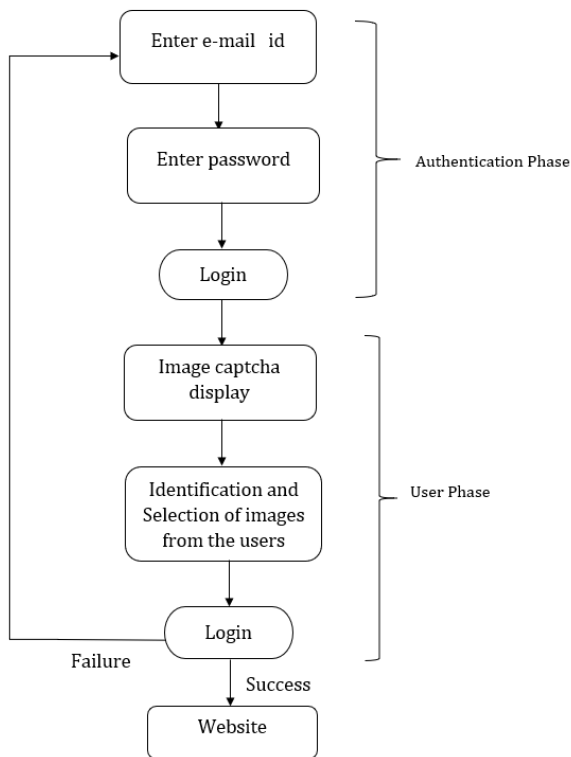 Enter e-mail id
Enter password
Authentication Phase
Login
Image captcha
display
Identification and
Selection of images
from the users
User Phase
Login
Failure
Success
Website